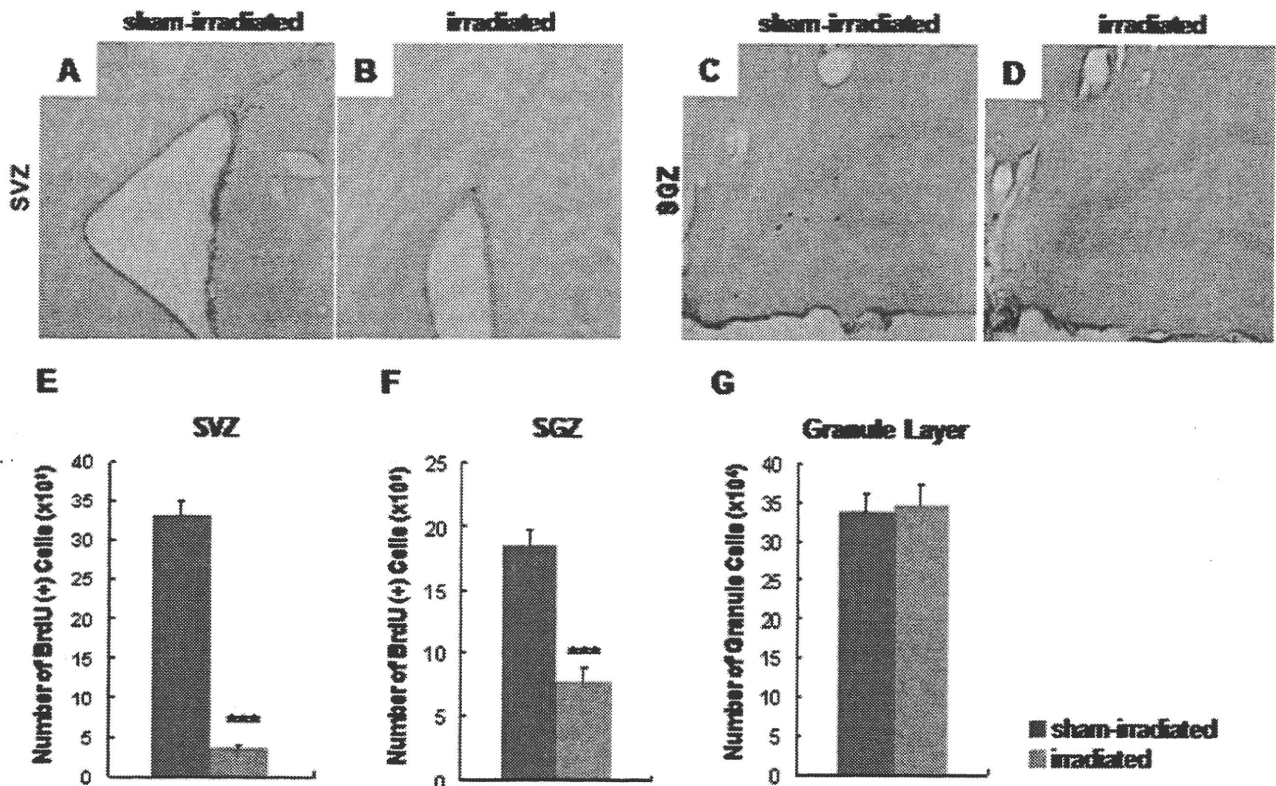 sham-irradiated irradiated sham-irradiated irradiated
A B C D
SVZ SGZ
E F G
SVZ
Number of BrdU (+) Cells
40
35
30
25
20
15
10
5
0
***
SGZ
Number of BrdU (+) Cells
25
20
15
10
5
0
***
Granule Layer
Number of Granule Cells
40
35
30
25
20
15
10
5
0
sham-irradiated
irradiated